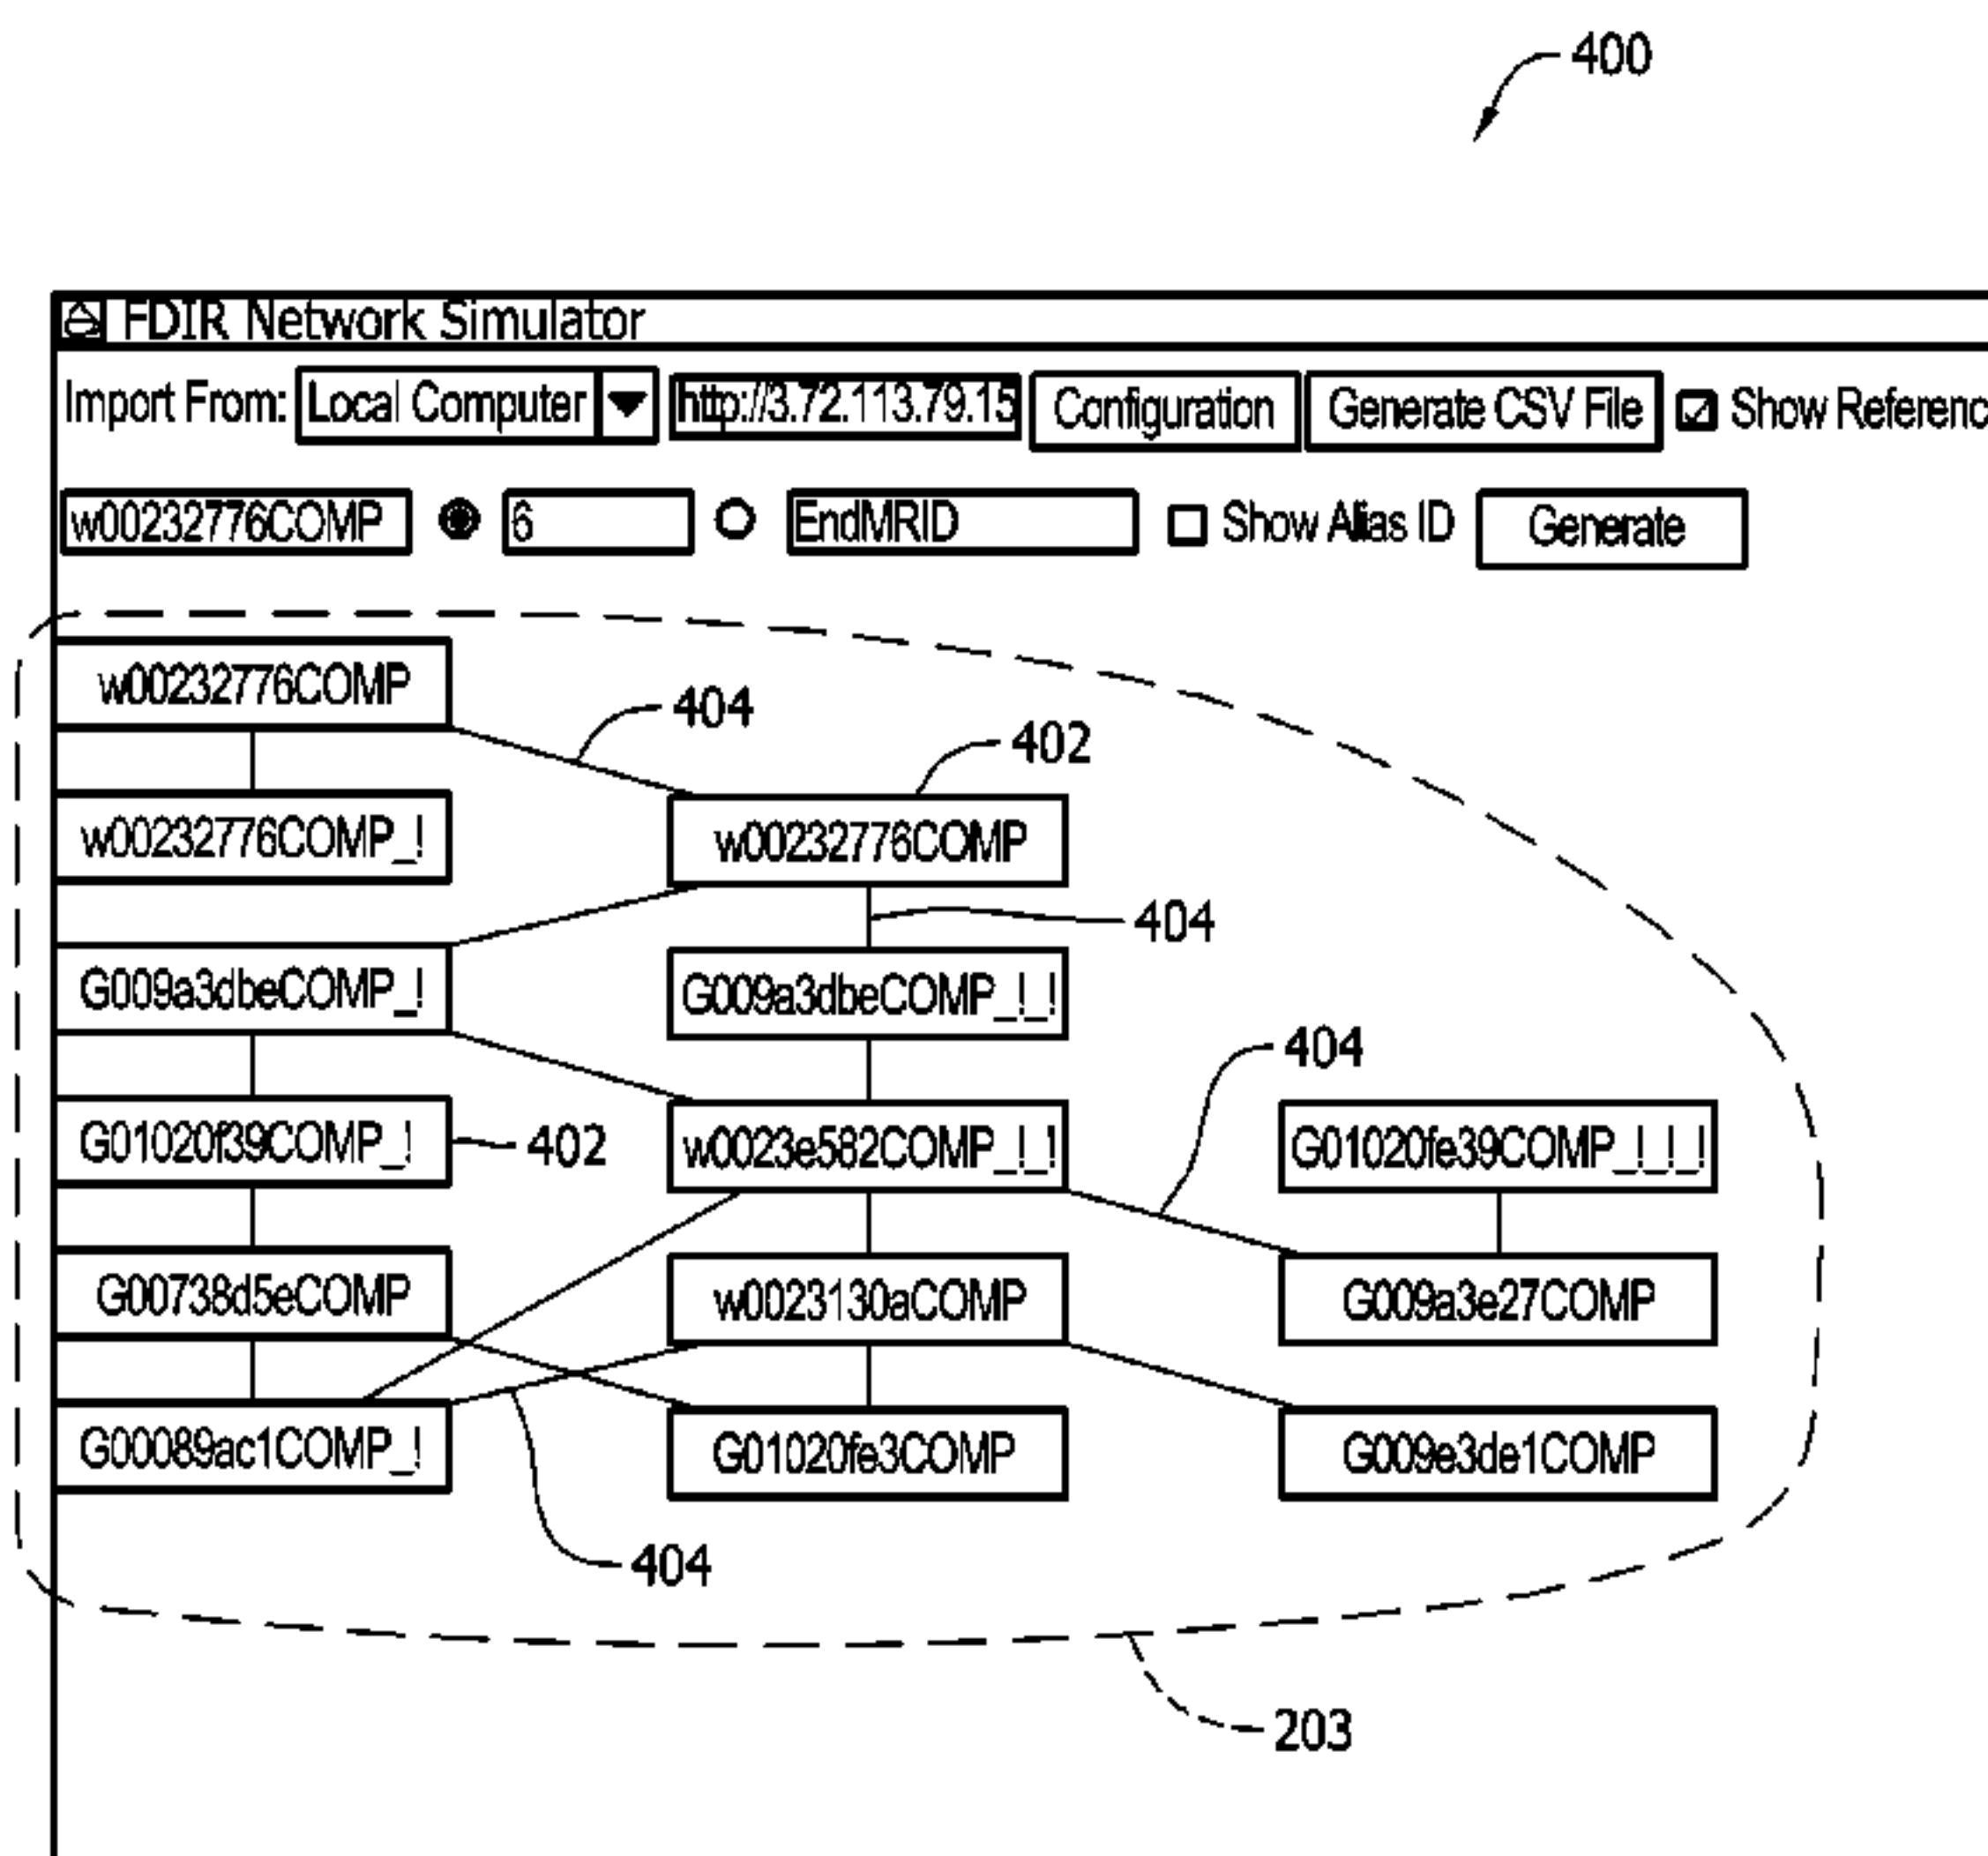 400
FDIR Network Simulator
Import From: Local Computer http://3.72.113.79.15 Configuration Generate CSV File Show Referenc
w00232776COMP 6 EndMRID Show Alias ID Generate
w00232776COMP
404
402
w00232776COMP_!
w00232776COMP
404
G009a3dbeCOMP_!
G009a3dbeCOMP_!_!
404
G01020f39COMP_!
402
w0023e582COMP_!_!
G01020fe39COMP_!_!_!
G00738d5eCOMP
w0023130aCOMP
G009a3e27COMP
G00089ac1COMP_!
G01020fe3COMP
G009e3de1COMP
404
203